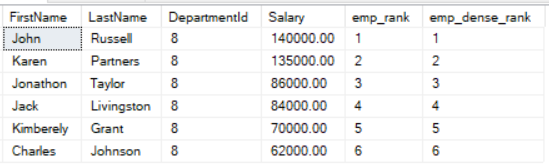 FirstName LastName DepartmentId Salary emp_rank emp_dense_rank
John Russell 8 140000.00 1 1
Karen Partners 8 135000.00 2 2
Jonathon Taylor 8 86000.00 3 3
Jack Livingston 8 84000.00 4 4
Kimberely Grant 8 70000.00 5 5
Charles Johnson 8 62000.00 6 6